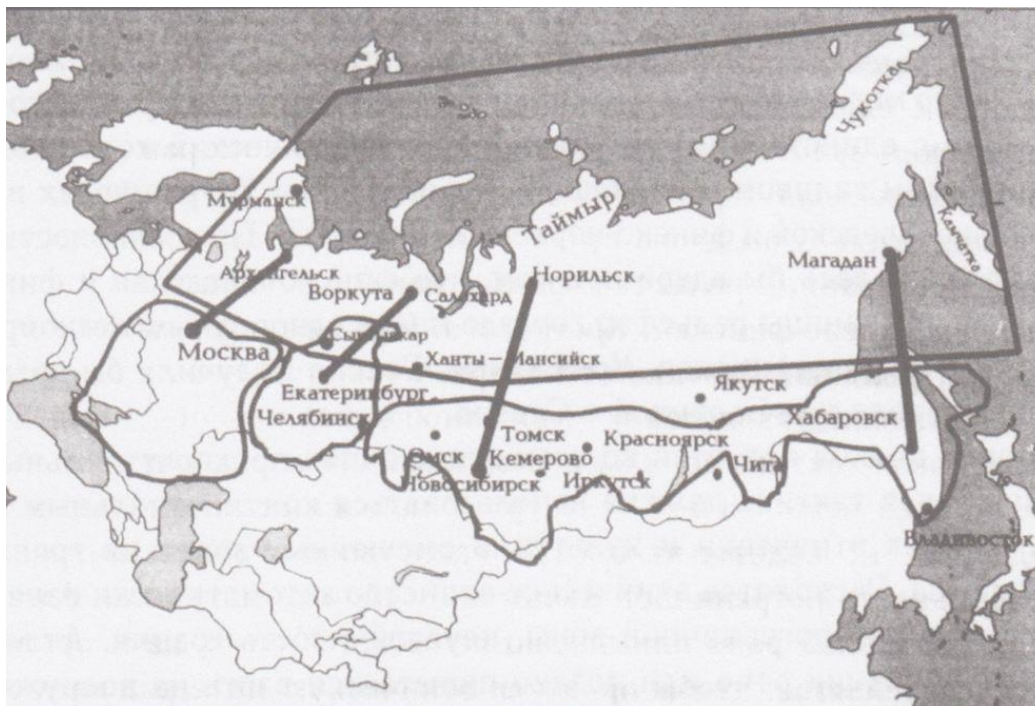 Чукотка
Мурманск
Таймыр
Камчатка
Архангельск
Норильск
Магадан
Воркута
Салехард
Москва
Сыктывкар
Ханты – Мансийск
Екатеринбург
Якутск
Челябинск
Хабаровск
Томск
Красноярск
Омск
Кемерово
Чита
Новосибирск
Иркутск
Владивосток